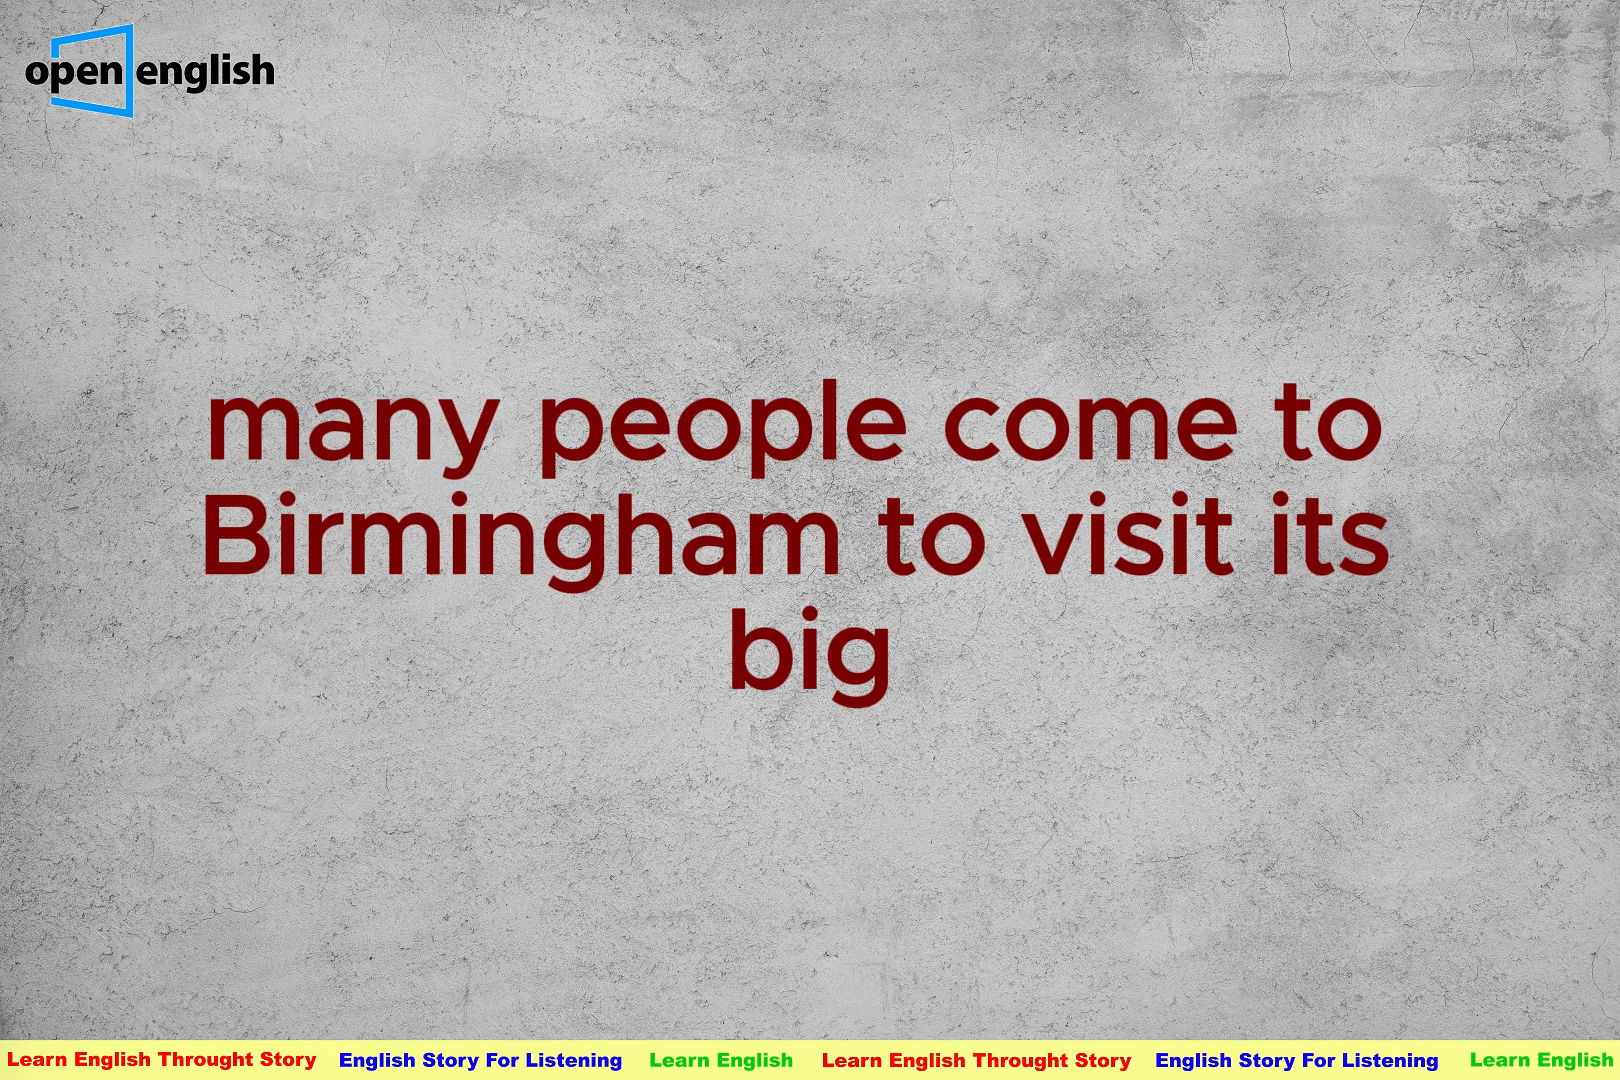 open english
many people come to
Birmingham to visit its
big
Learn English Throught Story English Story For Listening Learn English Learn English Throught Story English Story For Listening Learn English